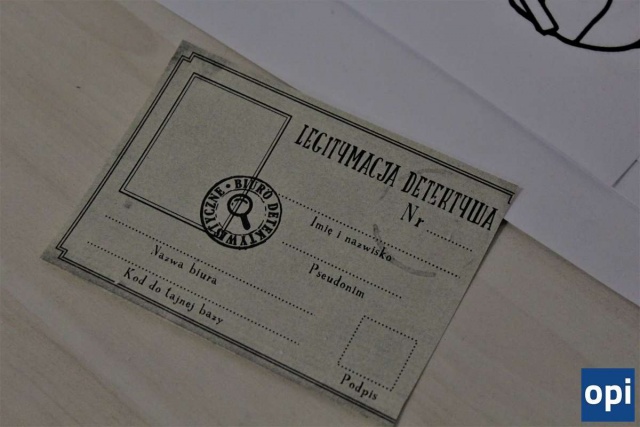 LEGITYMACJA DETEKTYWA
Nr
BIURO DETEKTYWISTYCZNE •
Imię i nazwisko
Nazwa biura
Pseudonim
Kod do tajnej bazy
Podpis
opi